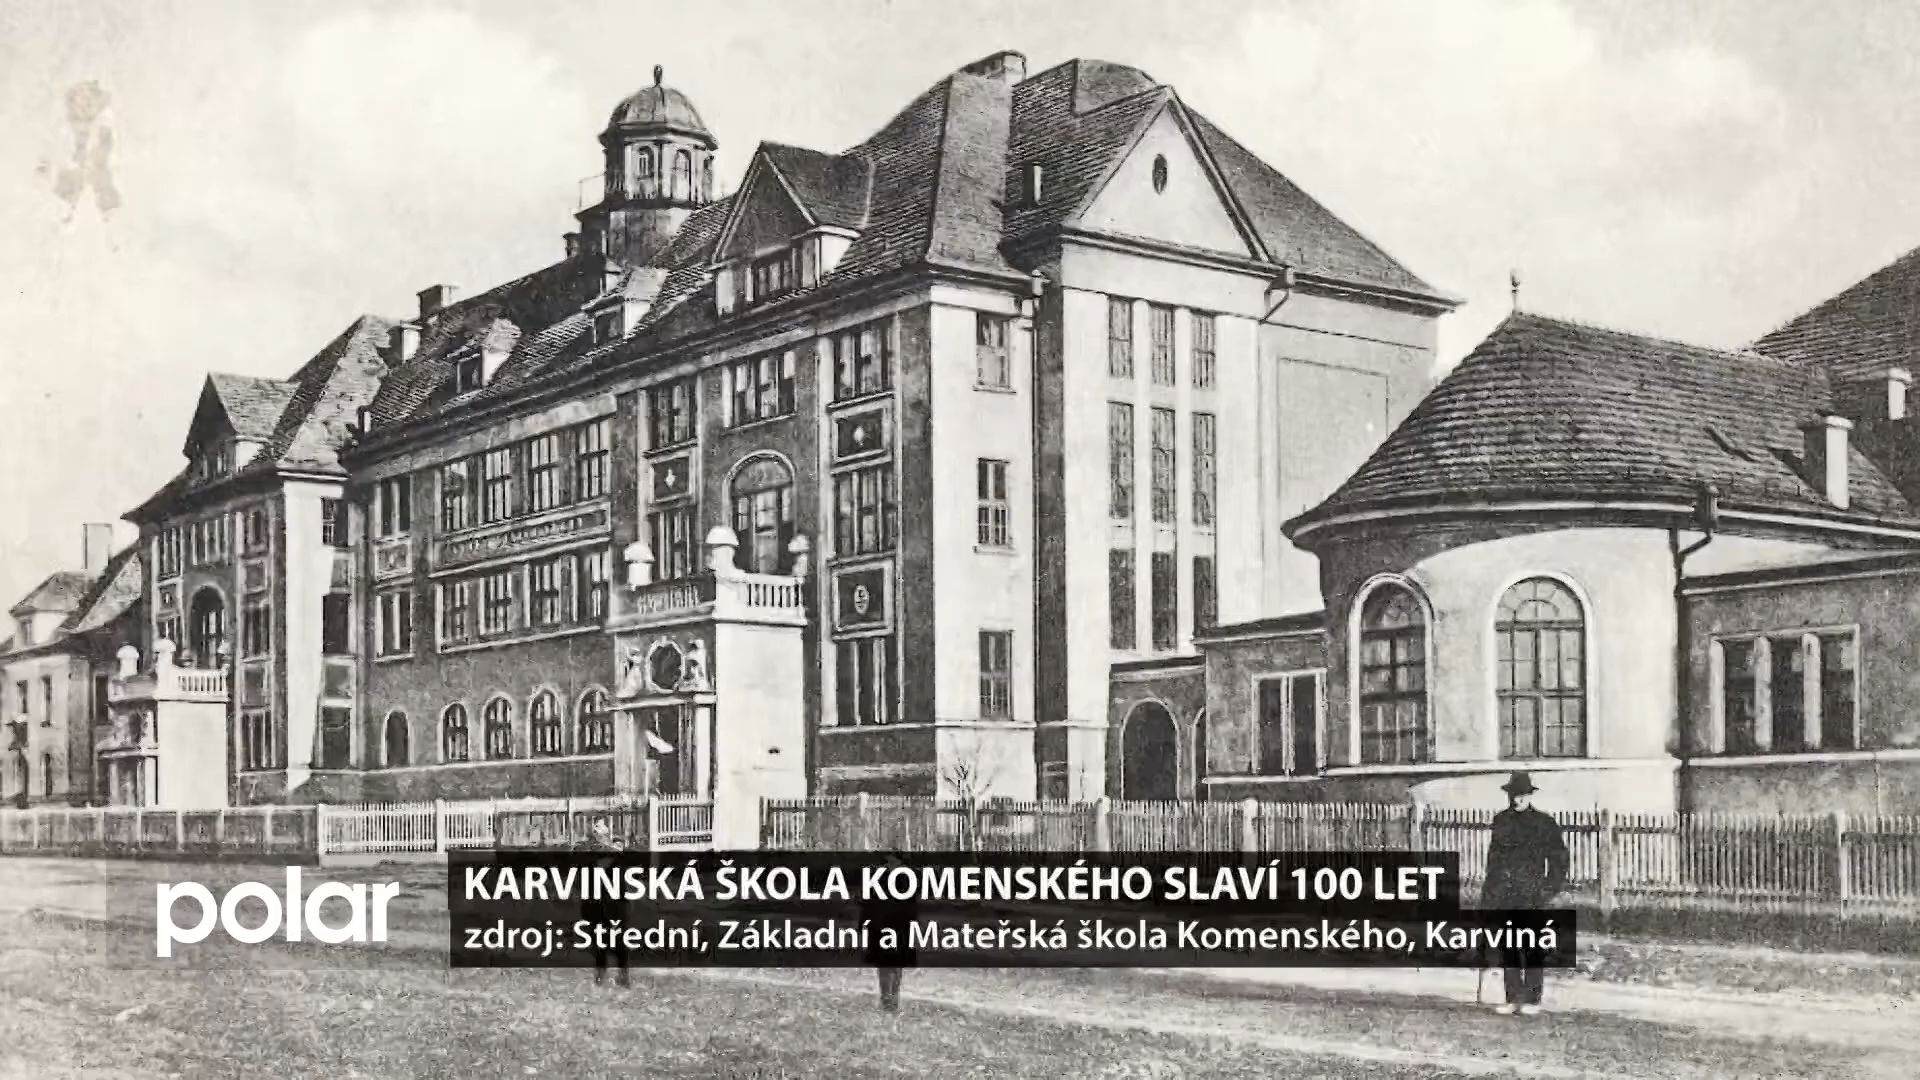 polar
KARVINSKÁ ŠKOLA KOMENSKÉHO SLAVÍ 100 LET
zdroj: Střední, Základní a Mateřská škola Komenského, Karviná